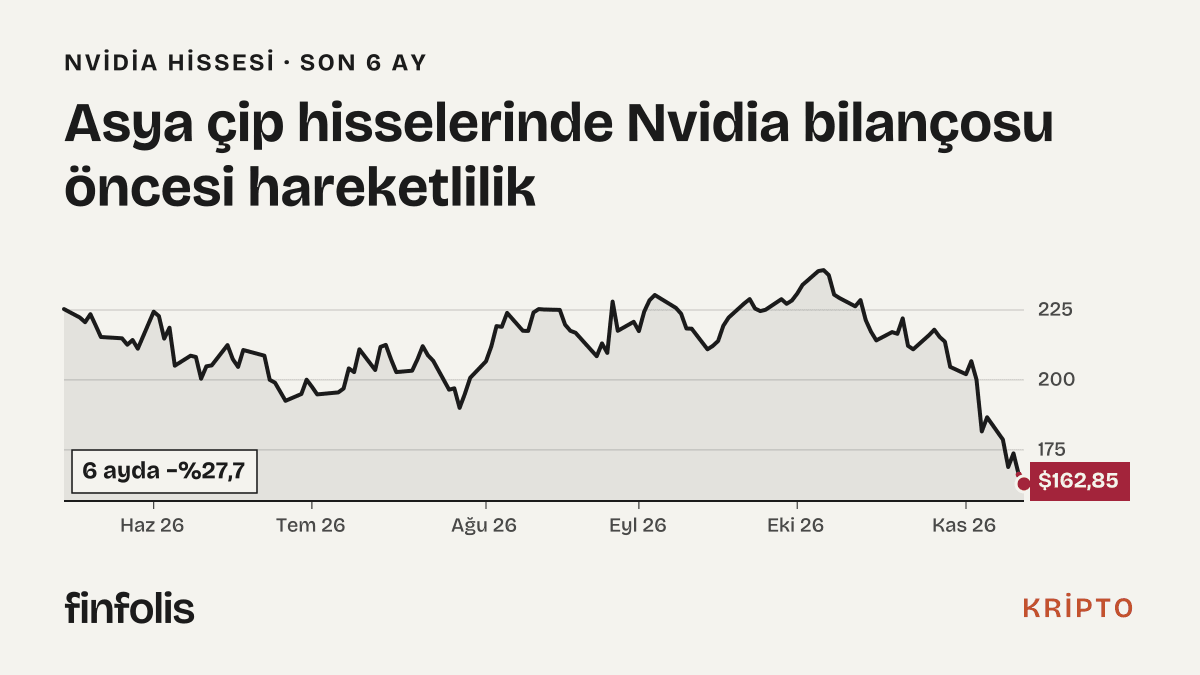 NVİDİA HİSSESİ · SON 6 AY
Asya çip hisselerinde Nvidia bilançosu
öncesi hareketlilik
225
200
175
6 ayda −%27,7
$162,85
Haz 26
Tem 26
Ağu 26
Eyl 26
Eki 26
Kas 26
finfolis
KRİPTO